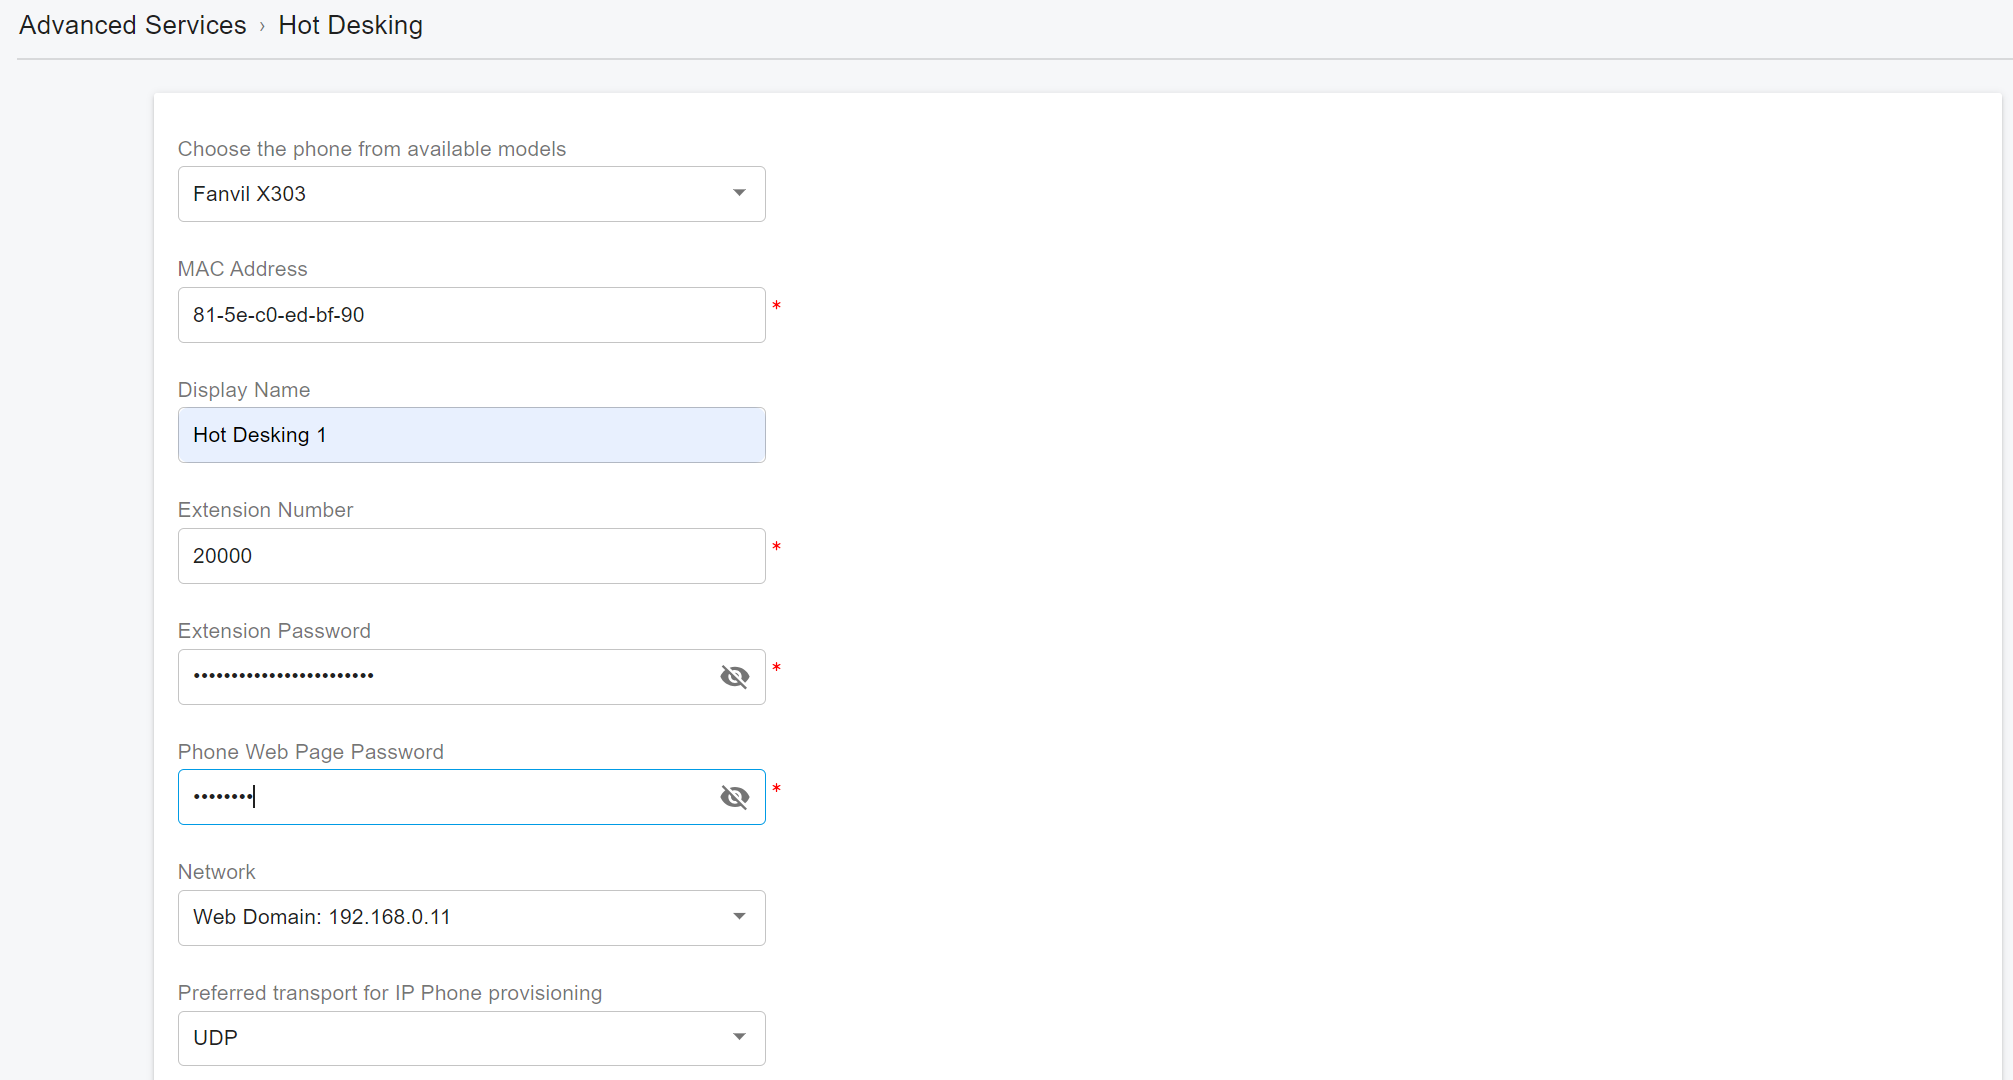 Advanced Services › Hot Desking
Choose the phone from available models
Fanvil X303
MAC Address
81-5e-c0-ed-bf-90
*
Display Name
Hot Desking 1
Extension Number
20000
*
Extension Password
••••••••••••••••••••••••
*
Phone Web Page Password
••••••••
*
Network
Web Domain: 192.168.0.11
Preferred transport for IP Phone provisioning
UDP